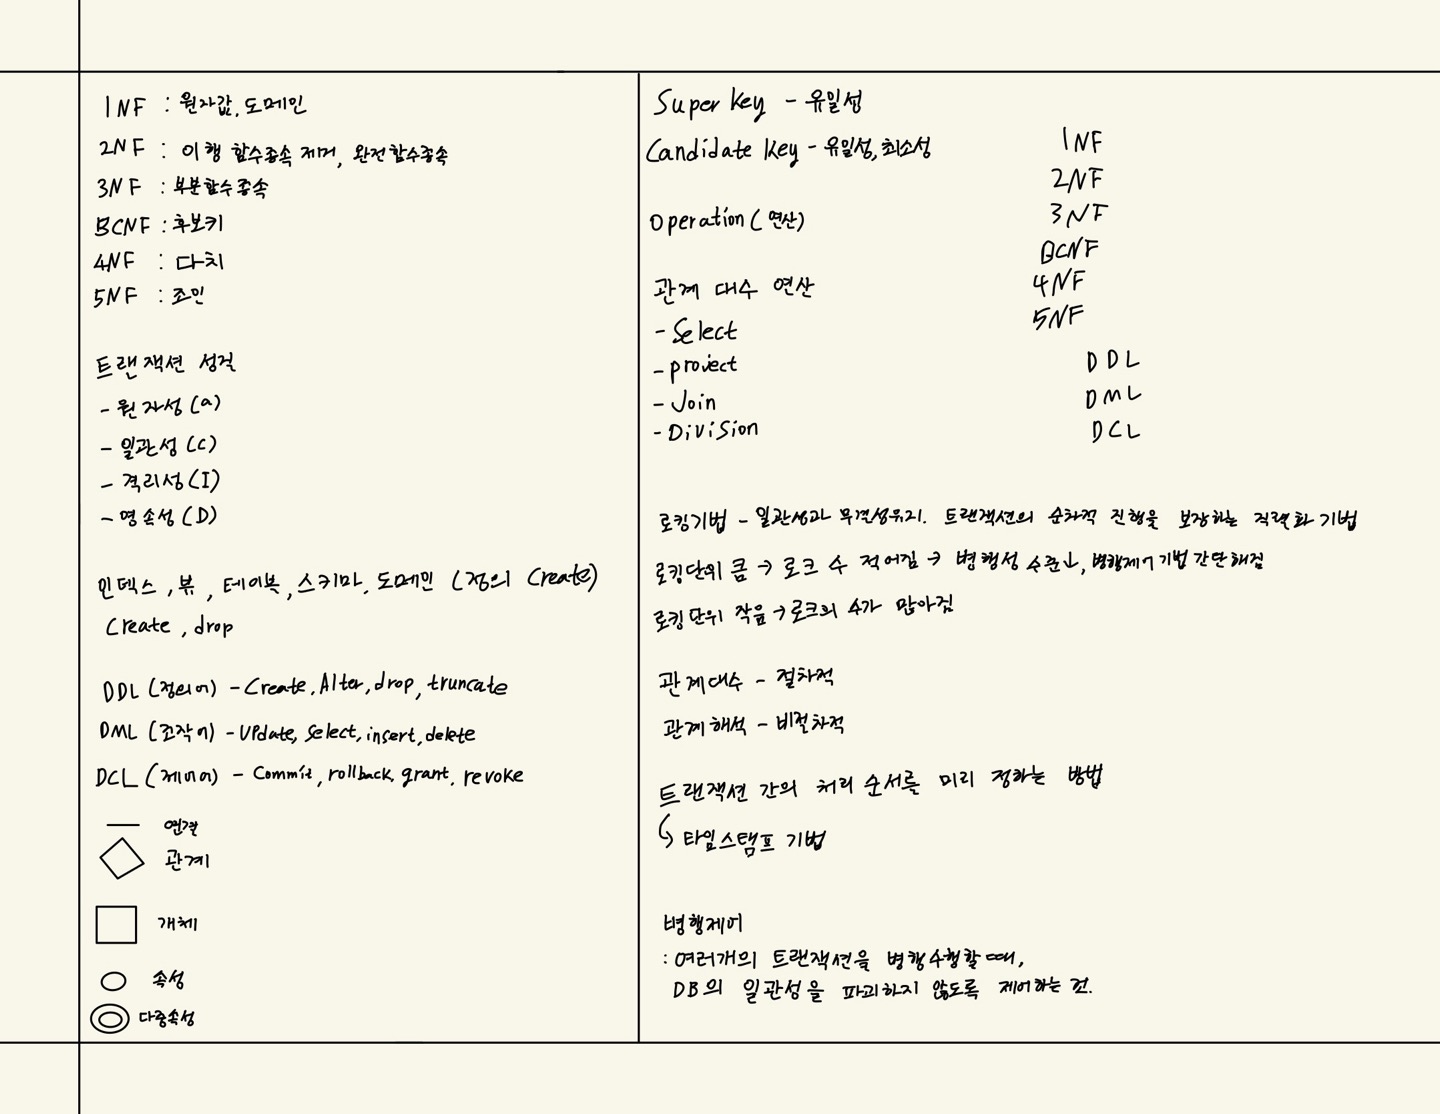 1NF : 원자값, 도메인
2NF : 이행 함수종속 제거, 완전함수종속
3NF : 부분함수종속
BCNF : 후보키
4NF : 다치
5NF : 조인
트랜잭션 성질
- 원자성 (a)
- 일관성 (C)
- 격리성 (I)
- 영속성 (D)
인덱스, 뷰, 테이블, 스키마, 도메인 (정의 Create)
Create, drop
DDL (정의어) - Create, Alter, drop, truncate
DML (조작어) - UPdate, Select, insert, delete
DCL (제어어) - Commit, rollback, grant, revoke
연결
관계
개체
속성
다중속성
Super Key - 유일성
Candidate Key - 유일성, 최소성
Operation (연산)
관계 대수 연산
- Select
- project
- Join
- Division
1NF
2NF
3NF
BCNF
4NF
5NF
DDL
DML
DCL
로킹기법 - 일관성과 무결성유지. 트랜잭션의 순차적 진행을 보장하는 직렬화 기법
로킹단위 큼 → 로크 수 적어짐 → 병행성 수준↓, 병행제어 기법 간단해짐
로킹단위 작음 → 로크의 수가 많아짐
관계대수 - 절차적
관계해석 - 비절차적
트랜잭션 간의 처리 순서를 미리 정하는 방법
↳ 타임스탬프 기법
병행제어
: 여러개의 트랜잭션을 병행수행할 때,
DB의 일관성을 파괴하지 않도록 제어하는 것.